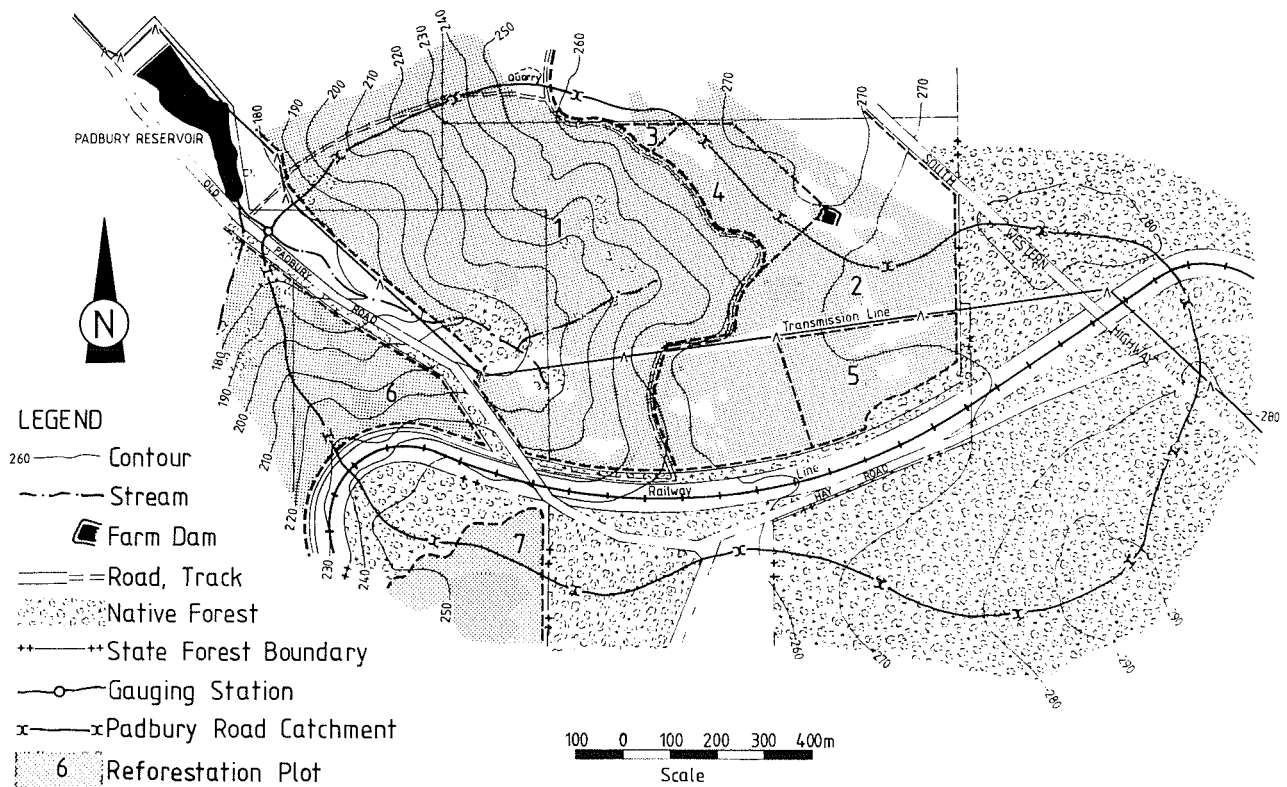 240
230
220
210
200
190
180
240
250
Quarry
260
270
270
270
PADBURY RESERVOIR
OLD
PADBURY
ROAD
3
4
1
2
SOUTH
WESTERN
HIGHWAY
280
Transmission Line
N
180
190
200
210
220
230
240
250
6
5
7
Railway
Line
HAY ROAD
280
260
270
280
290
290
LEGEND
260 Contour
Stream
Farm Dam
Road, Track
Native Forest
State Forest Boundary
Gauging Station
Padbury Road Catchment
6 Reforestation Plot
100 0 100 200 300 400m
Scale